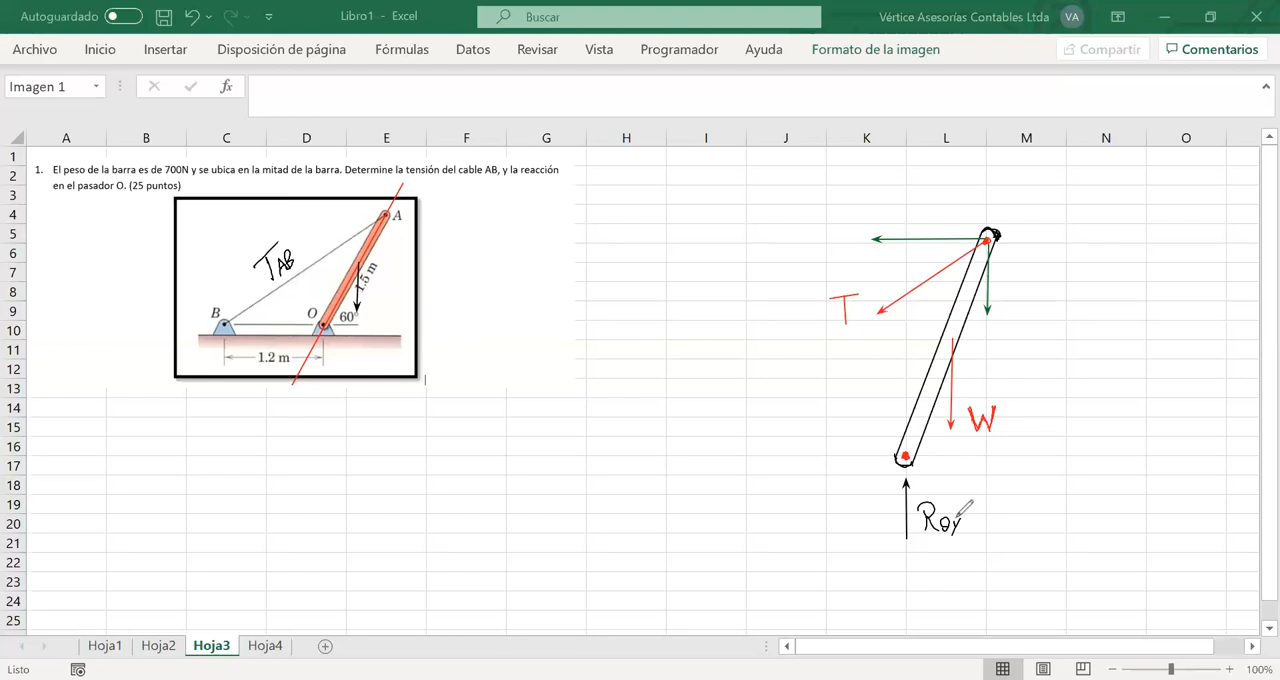 Autoguardado
Libro1 - Excel
Buscar
Vértice Asesorías Contables Ltda
VA
Archivo Inicio Insertar Disposición de página Fórmulas Datos Revisar Vista Programador Ayuda Formato de la imagen
Compartir
Comentarios
Imagen 1
fx
A B C D E F G H I J K L M N O
1
2
3
4
5
6
7
8
9
10
11
12
13
14
15
16
17
18
19
20
21
22
23
24
25
1. El peso de la barra es de 700N y se ubica en la mitad de la barra. Determine la tensión del cable AB, y la reacción
en el pasador O. (25 puntos)
A
TAB
1.5 m
B
O
60°
1.2 m
T
W
Roy
Hoja1 Hoja2 Hoja3 Hoja4
Listo
100%